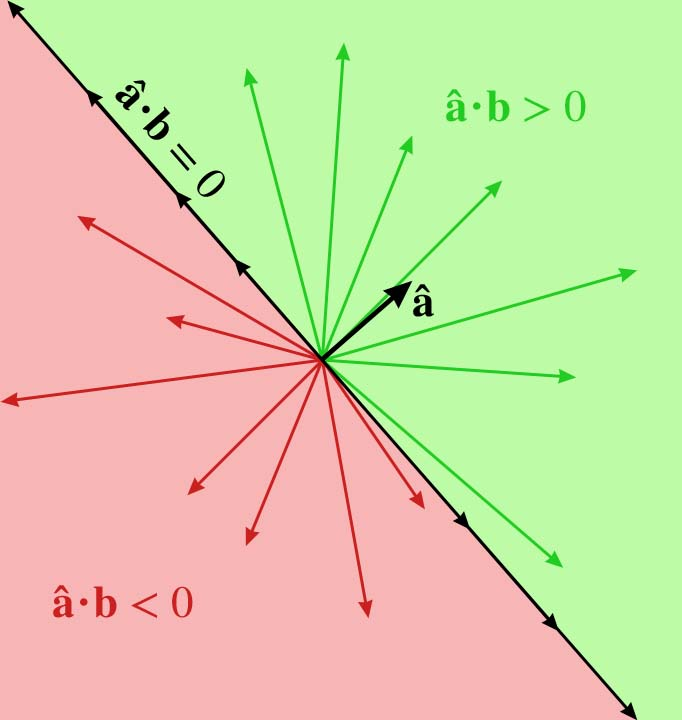 â·b = 0
â·b > 0
â
â·b < 0